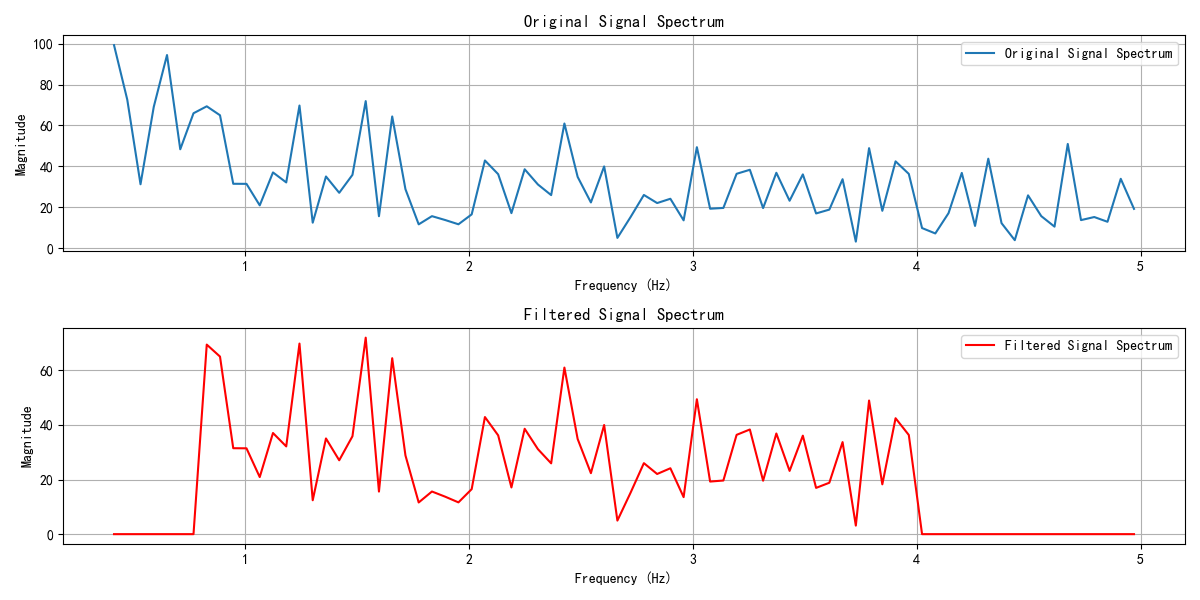 Original Signal Spectrum
Original Signal Spectrum
Magnitude
100
80
60
40
20
0
1 2 3 4 5
Frequency (Hz)
Filtered Signal Spectrum
Filtered Signal Spectrum
Magnitude
60
40
20
0
1 2 3 4 5
Frequency (Hz)